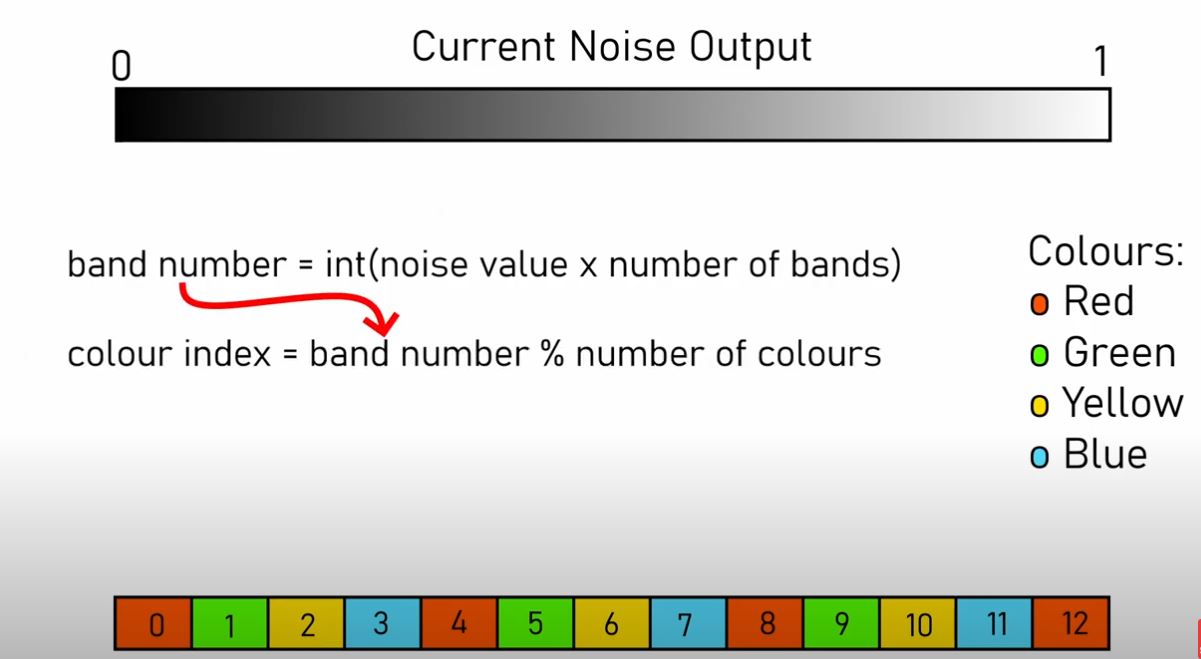 Current Noise Output
0 1
band number = int(noise value x number of bands)
colour index = band number % number of colours
Colours:
Red
Green
Yellow
Blue
0 1 2 3 4 5 6 7 8 9 10 11 12